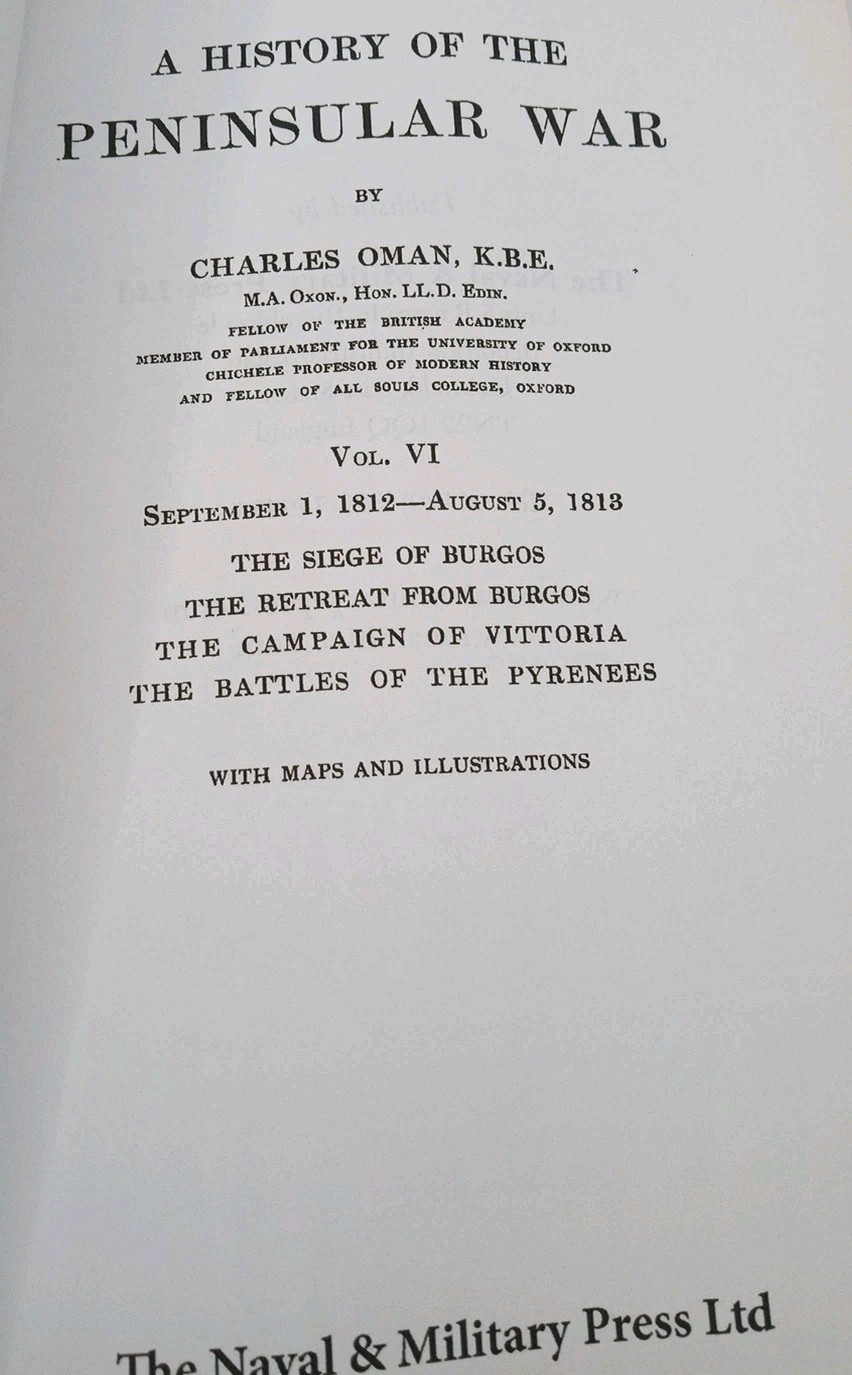 A HISTORY OF THE
PENINSULAR WAR
BY
CHARLES OMAN, K.B.E.
M.A. OXON., HON. LL.D. EDIN.
FELLOW OF THE BRITISH ACADEMY
MEMBER OF PARLIAMENT FOR THE UNIVERSITY OF OXFORD
CHICHELE PROFESSOR OF MODERN HISTORY
AND FELLOW OF ALL SOULS COLLEGE, OXFORD
VOL. VI
SEPTEMBER 1, 1812—AUGUST 5, 1813
THE SIEGE OF BURGOS
THE RETREAT FROM BURGOS
THE CAMPAIGN OF VITTORIA
THE BATTLES OF THE PYRENEES
WITH MAPS AND ILLUSTRATIONS
The Naval & Military Press Ltd